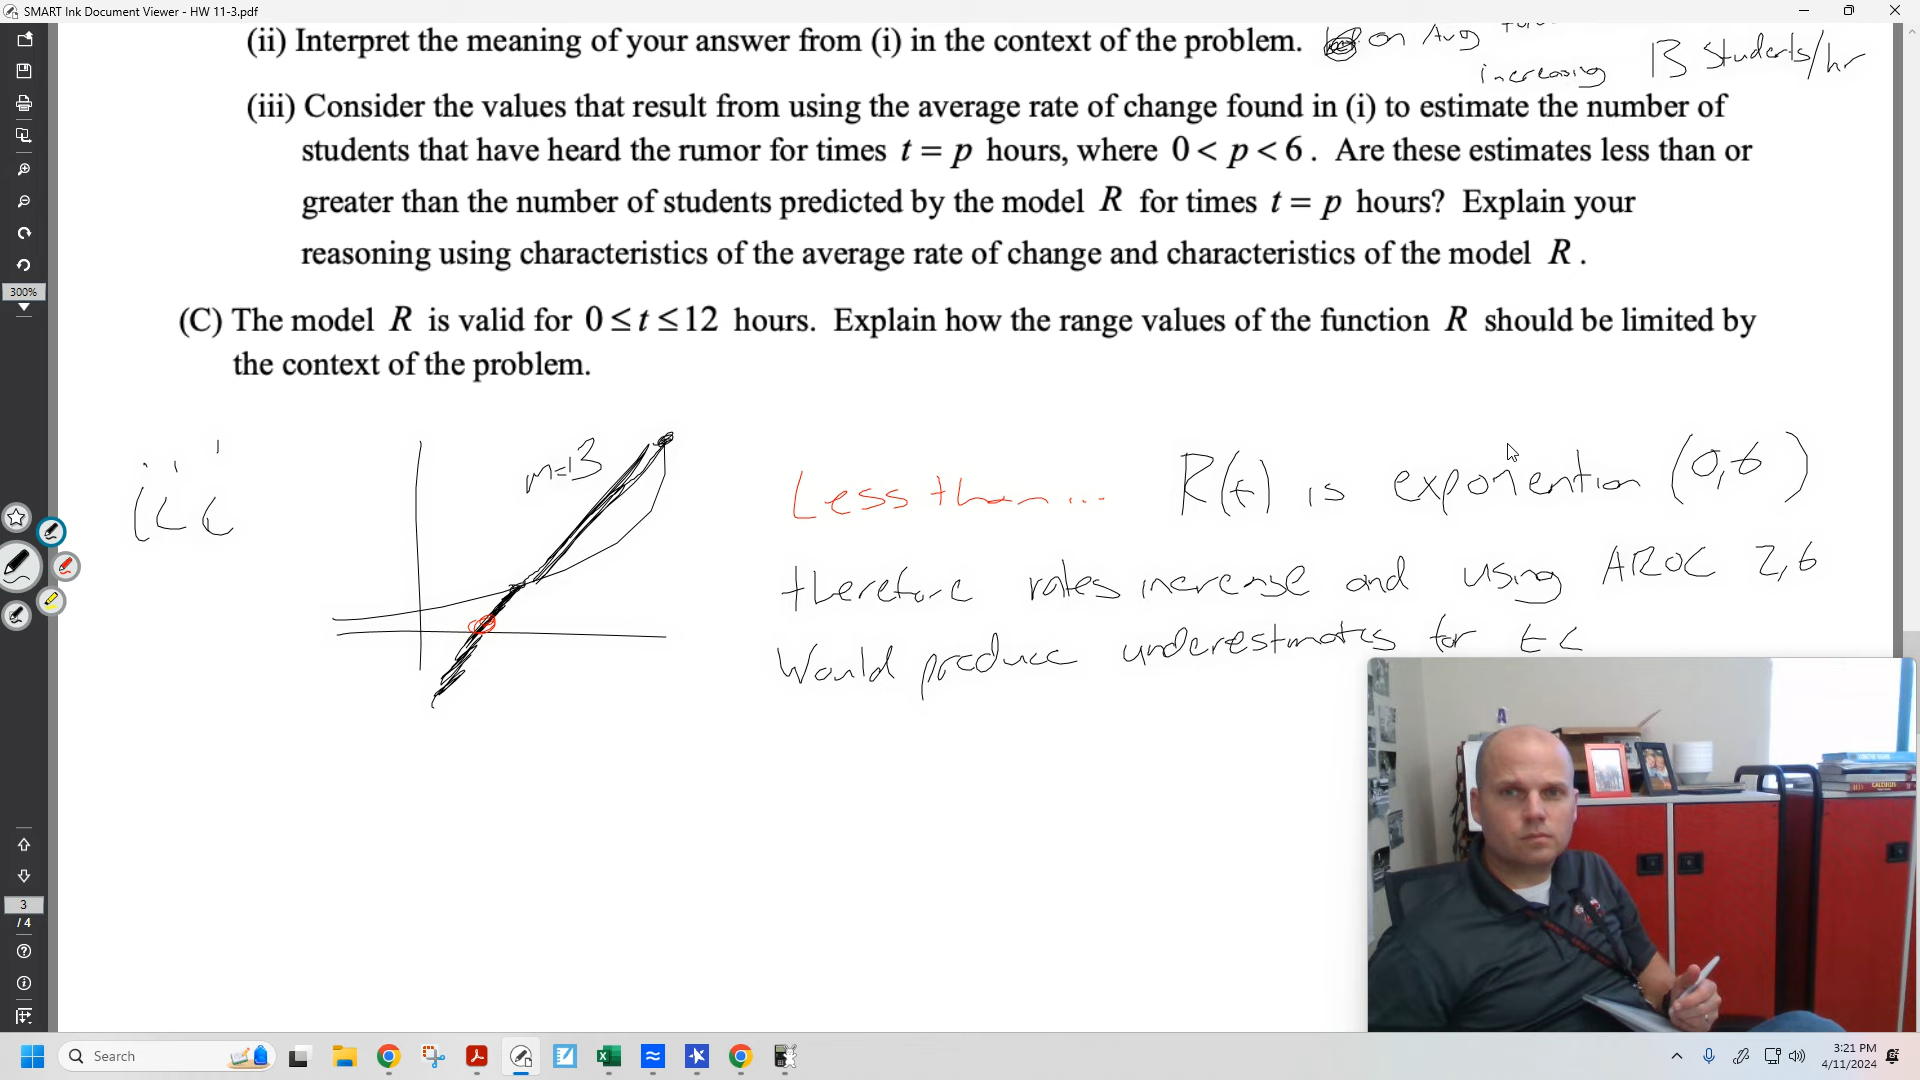 SMART Ink Document Viewer - HW 11-3.pdf
(ii) Interpret the meaning of your answer from (i) in the context of the problem.
on Avg
increasing 13 students/hr
(iii) Consider the values that result from using the average rate of change found in (i) to estimate the number of
students that have heard the rumor for times t = p hours, where 0 < p < 6. Are these estimates less than or
greater than the number of students predicted by the model R for times t = p hours? Explain your
reasoning using characteristics of the average rate of change and characteristics of the model R.
(C) The model R is valid for 0 ≤ t ≤ 12 hours. Explain how the range values of the function R should be limited by
the context of the problem.
iii
m=13
Less than...
R(t) is exponention (0,6)
therefore rates increase and using AROC 2,6
Would produce underestimates for t <
300%
3
/ 4
CALCULUS
Search
3:21 PM
4/11/2024